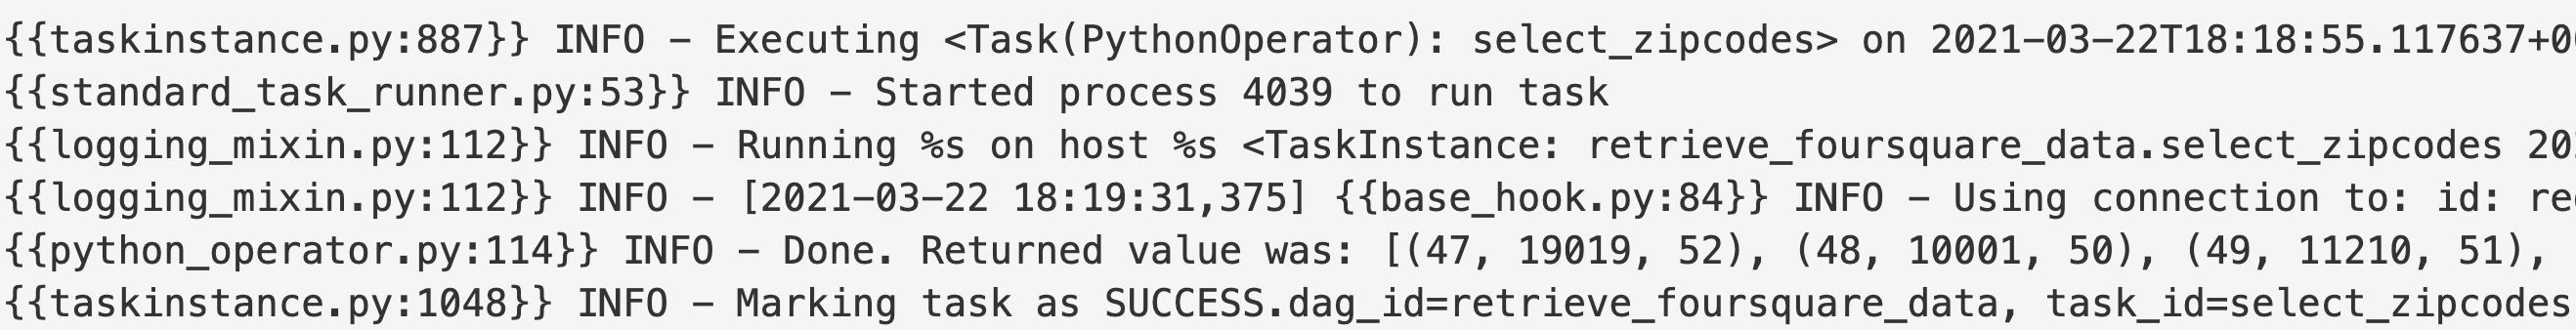 {{taskinstance.py:887}} INFO - Executing <Task(PythonOperator): select_zipcodes> on 2021-03-22T18:18:55.117637+0
{{standard_task_runner.py:53}} INFO - Started process 4039 to run task
{{logging_mixin.py:112}} INFO - Running %s on host %s <TaskInstance: retrieve_foursquare_data.select_zipcodes 20
{{logging_mixin.py:112}} INFO - [2021-03-22 18:19:31,375] {{base_hook.py:84}} INFO - Using connection to: id: re
{{python_operator.py:114}} INFO - Done. Returned value was: [(47, 19019, 52), (48, 10001, 50), (49, 11210, 51),
{{taskinstance.py:1048}} INFO - Marking task as SUCCESS.dag_id=retrieve_foursquare_data, task_id=select_zipcodes